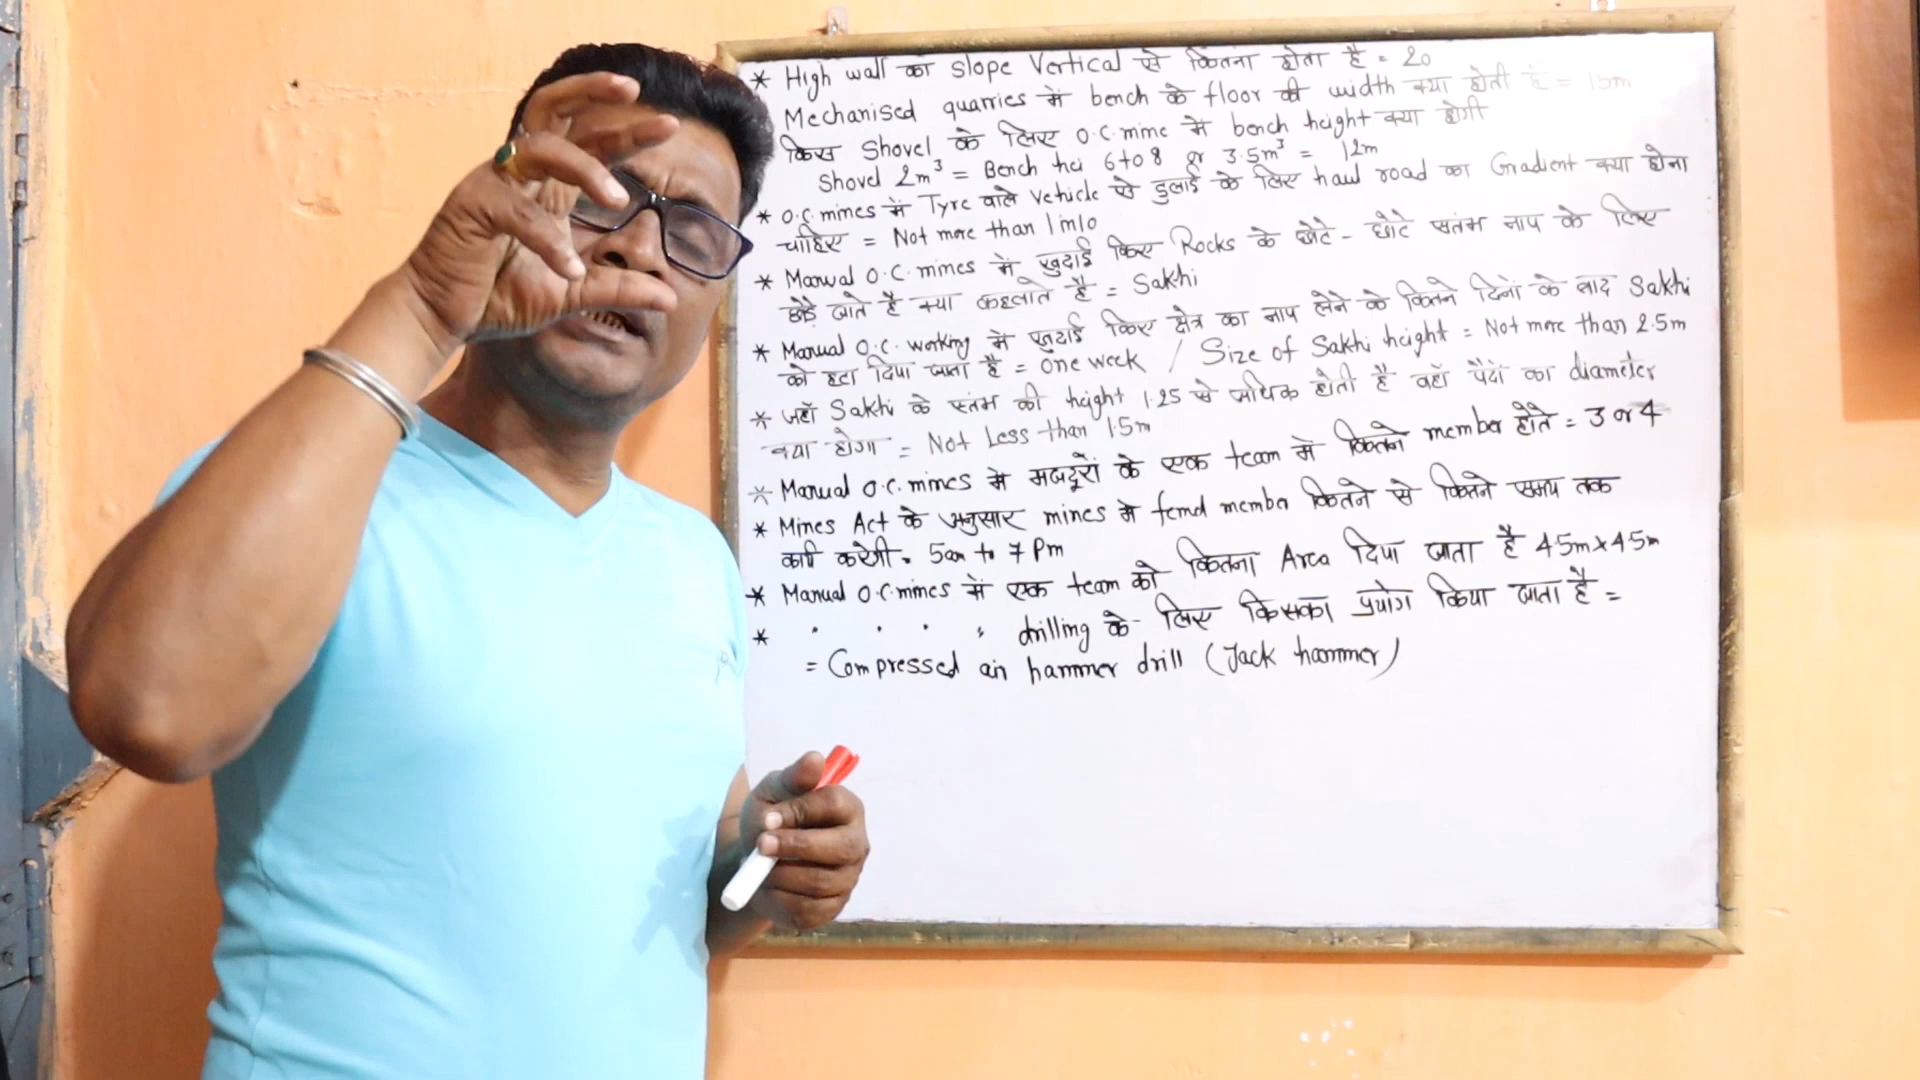 * High wall का slope Vertical से कितना होता है = 20
Mechanised quarries में bench के floor की width क्या होती है = 15m
किस Shovel के लिए O.C. mine में bench height क्या होगी
Shovel 2m³ = Bench hei 6 to 8 or 3.5m³ = 12m
* O.C. mines में Tyre वाले Vehicle से ढुलाई के लिए haul road का Gradient क्या होना
चाहिए = Not more than 1 in 10
* Manual O.C. mines में खुदाई किए Rocks के छोटे - छोटे स्तंभ नाप के लिए
छोड़े जाते है क्या कहलाते है = Sakhi
* Manual O.C. working में खुदाई किए क्षेत्र का नाप लेने के कितने दिनों के बाद Sakhi
को हटा दिया जाता है = one week / Size of Sakhi height = Not more than 2.5m
* जहाँ Sakhi के स्तंभ की height 1.25 से अधिक होती है वहाँ पैंदा का diameter
क्या होगा = Not Less than 1.5m
* Manual O.C. mines में मजदूरों के एक team में कितने member होते = 3 or 4
* Mines Act के अनुसार mines में femal member कितने से कितने समय तक
कार्य करेगी = 5am to 7 Pm
* Manual O.C. mines में एक team को कितना Area दिया जाता है 4.5m x 4.5m
* " " " " drilling के लिए किसका प्रयोग किया जाता है =
= Compressed air hammer drill (Jack hammer)